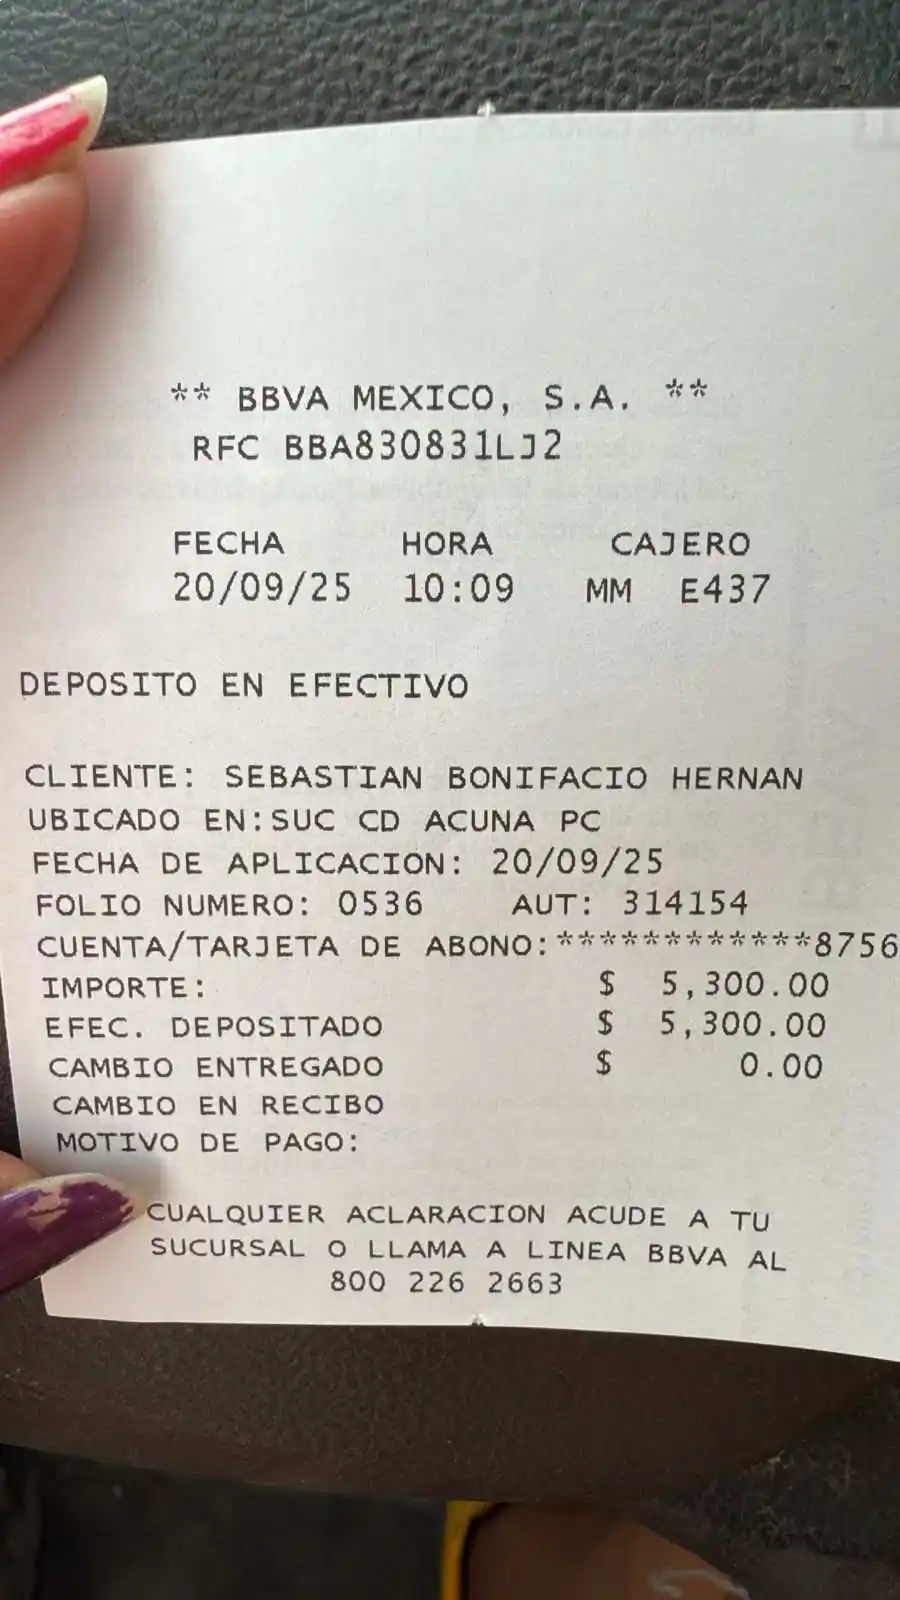 ** BBVA MEXICO, S.A. **
RFC BBA830831LJ2
FECHA HORA CAJERO
20/09/25 10:09 MM E437
DEPOSITO EN EFECTIVO
CLIENTE: SEBASTIAN BONIFACIO HERNAN
UBICADO EN:SUC CD ACUNA PC
FECHA DE APLICACION: 20/09/25
FOLIO NUMERO: 0536 AUT: 314154
CUENTA/TARJETA DE ABONO:************8756
IMPORTE: $ 5,300.00
EFEC. DEPOSITADO $ 5,300.00
CAMBIO ENTREGADO $ 0.00
CAMBIO EN RECIBO
MOTIVO DE PAGO:
CUALQUIER ACLARACION ACUDE A TU
SUCURSAL O LLAMA A LINEA BBVA AL
800 226 2663